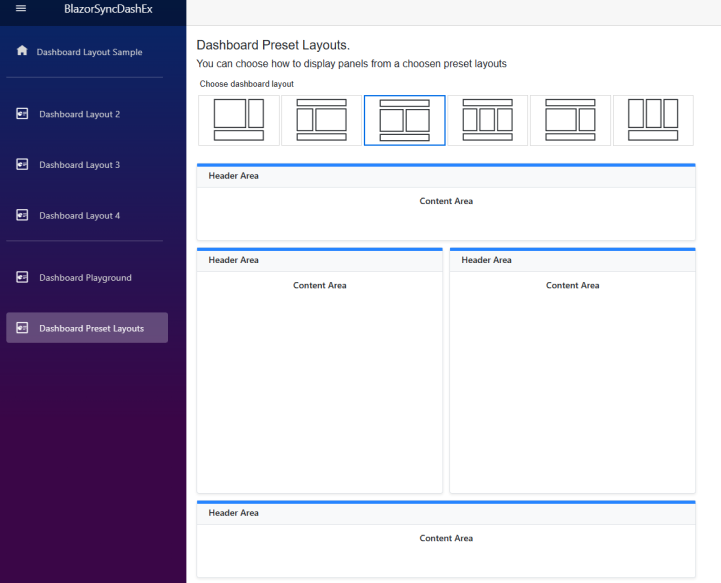 BlazorSyncDashEx
Dashboard Layout Sample
Dashboard Layout 2
Dashboard Layout 3
Dashboard Layout 4
Dashboard Playground
Dashboard Preset Layouts
Dashboard Preset Layouts.
You can choose how to display panels from a choosen preset layouts
Choose dashboard layout
Header Area
Content Area
Header Area
Content Area
Header Area
Content Area
Header Area
Content Area